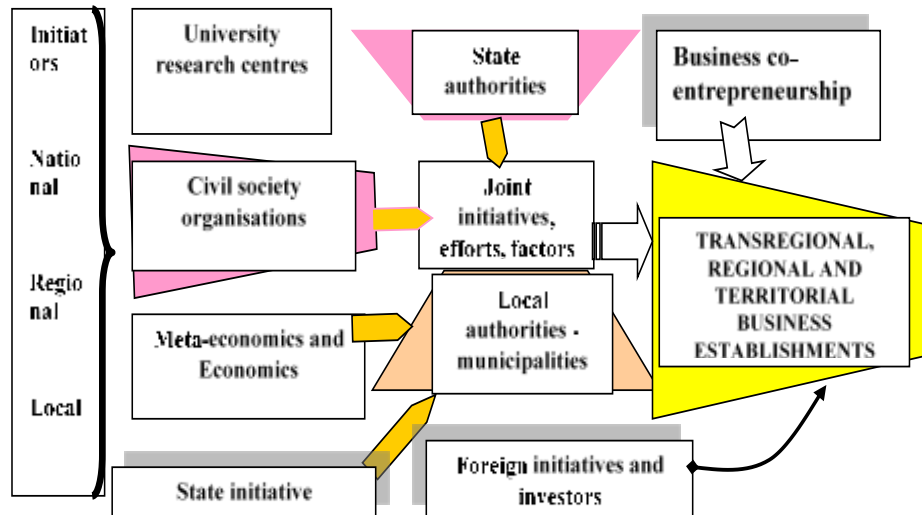 Initiat
ors
Natio
nal
Regio
nal
Local
University
research centres
State
authorities
Business co-
entrepreneurship
Civil society
organisations
Joint
initiatives,
efforts, factors
TRANSREGIONAL,
REGIONAL AND
TERRITORIAL
BUSINESS
ESTABLISHMENTS
Meta-economics and
Economics
Local
authorities -
municipalities
State initiative
Foreign initiatives and
investors